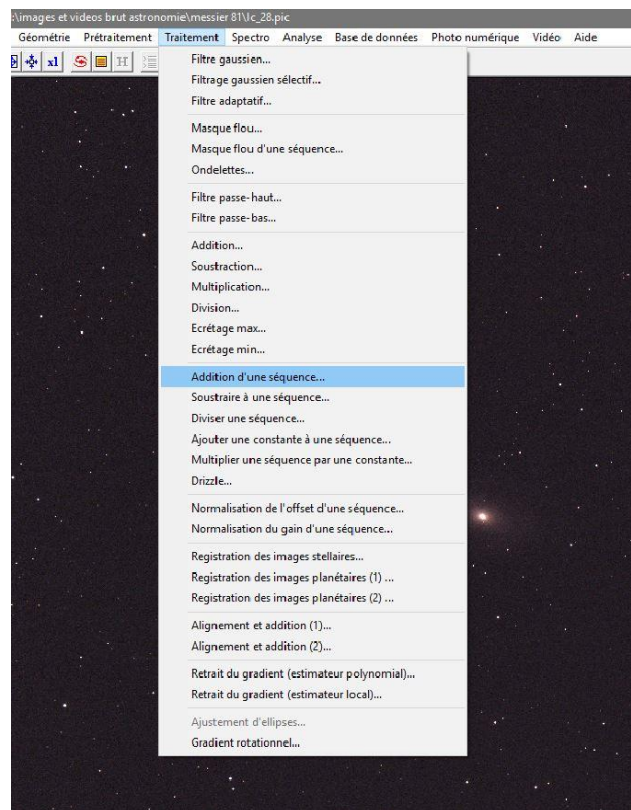 :\images et videos brut astronomie\messier 81\Ic_28.pic
Géométrie Prétraitement Traitement Spectro Analyse Base de données Photo numérique Vidéo Aide
x1 H
Filtre gaussien...
Filtrage gaussien sélectif...
Filtre adaptatif...
Masque flou...
Masque flou d'une séquence...
Ondelettes...
Filtre passe-haut...
Filtre passe-bas...
Addition...
Soustraction...
Multiplication...
Division...
Ecrétage max...
Ecrétage min...
Addition d'une séquence...
Soustraire à une séquence...
Diviser une séquence...
Ajouter une constante à une séquence...
Multiplier une séquence par une constante...
Drizzle...
Normalisation de l'offset d'une séquence...
Normalisation du gain d'une séquence...
Registration des images stellaires...
Registration des images planétaires (1) ...
Registration des images planétaires (2) ...
Alignement et addition (1)...
Alignement et addition (2)...
Retrait du gradient (estimateur polynomial)...
Retrait du gradient (estimateur local)...
Ajustement d'ellipses...
Gradient rotationnel...